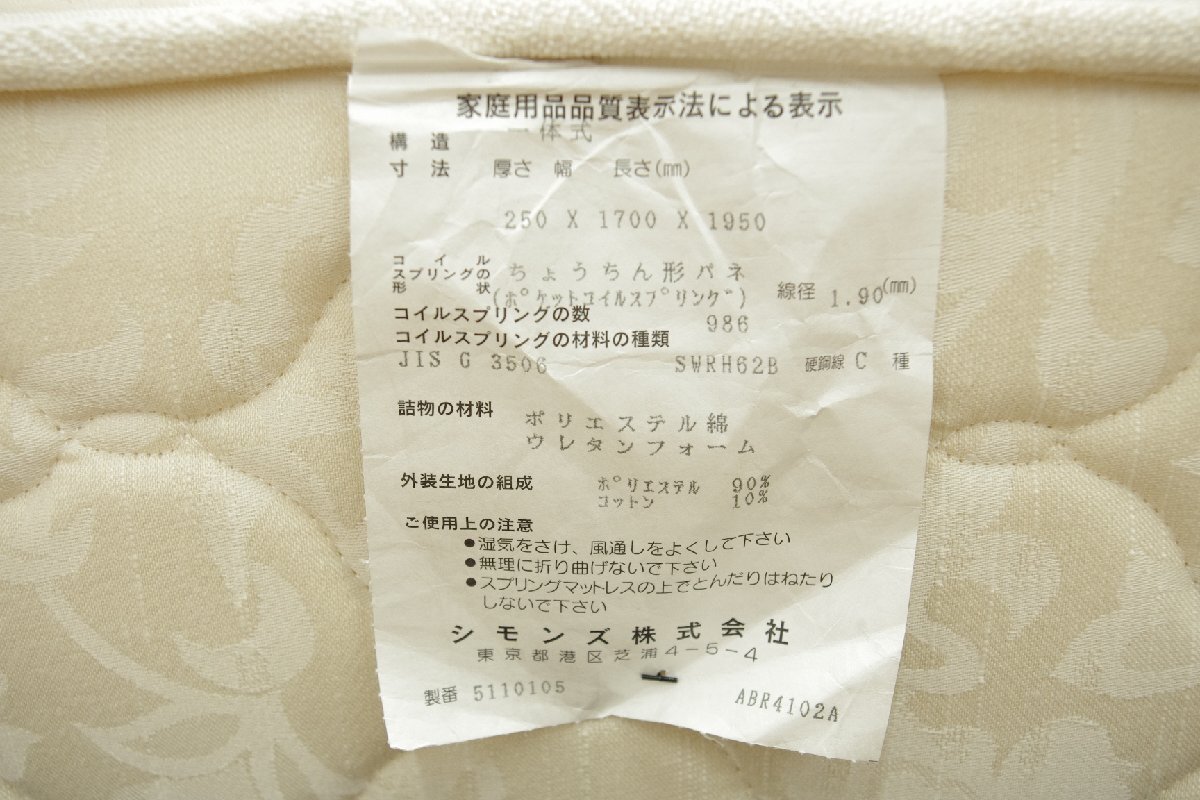 家庭用品品質表示法による表示
構造 一体式
寸法 厚さ 幅 長さ(mm)
250 X 1700 X 1950
コイルスプリングの形状 ちょうちん形バネ
(ポケットコイルスプリング) 線径 1.90(mm)
コイルスプリングの数 986
コイルスプリングの材料の種類
JIS G 3506 SWRH62B 硬鋼線 C 種
詰物の材料 ポリエステル綿
ウレタンフォーム
外装生地の組成 ポリエステル 90%
コットン 10%
ご使用上の注意
●湿気をさけ、風通しをよくして下さい
●無理に折り曲げないで下さい
●スプリングマットレスの上でとんだりはねたり
しないで下さい
シモンズ株式会社
東京都港区芝浦4-5-4
製番 5110105 ABR4102A